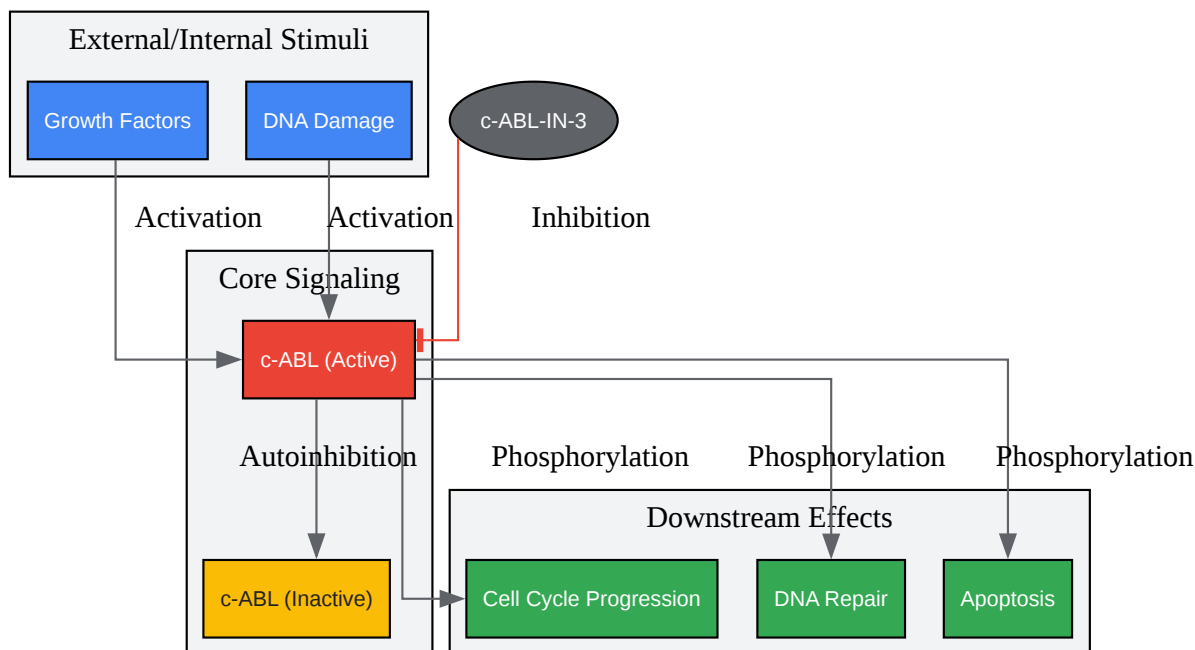 External/Internal Stimuli
Growth Factors
DNA Damage
c-ABL-IN-3
Activation
Activation
Inhibition
Core Signaling
c-ABL (Active)
Autoinhibition
Phosphorylation
Phosphorylation
Phosphorylation
Downstream Effects
c-ABL (Inactive)
Cell Cycle Progression
DNA Repair
Apoptosis